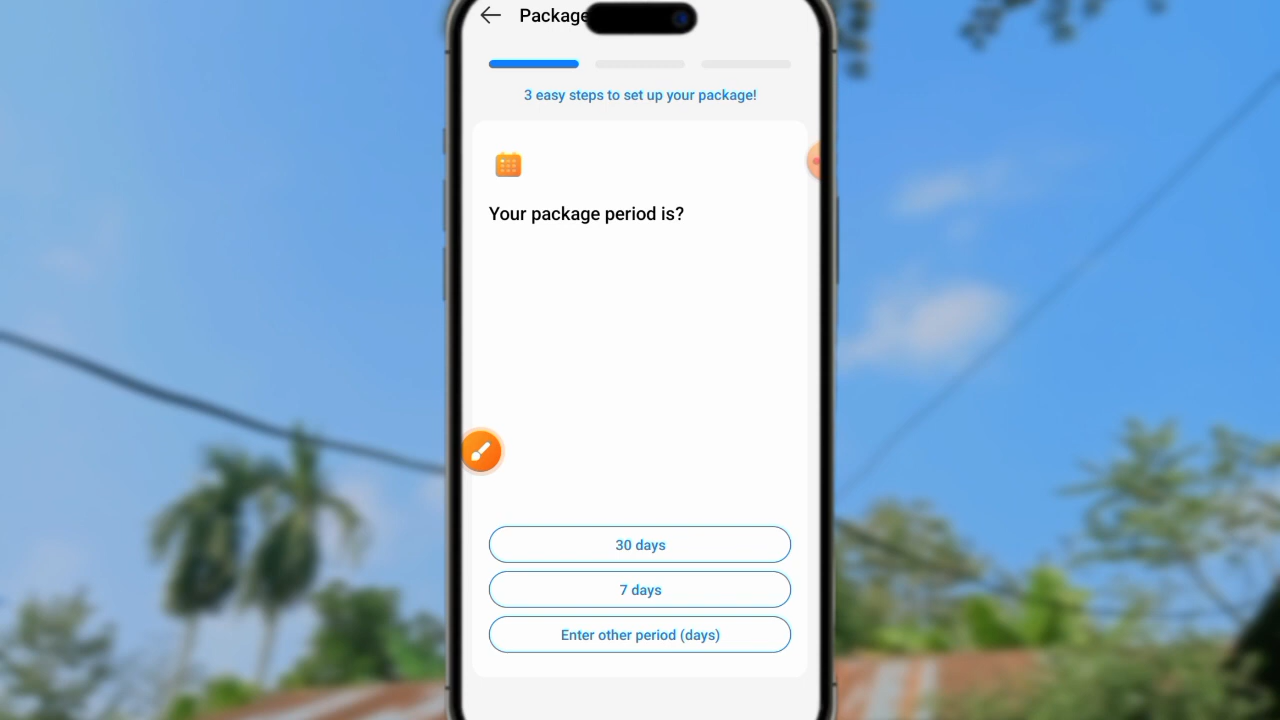 Package
3 easy steps to set up your package!
Your package period is?
30 days
7 days
Enter other period (days)